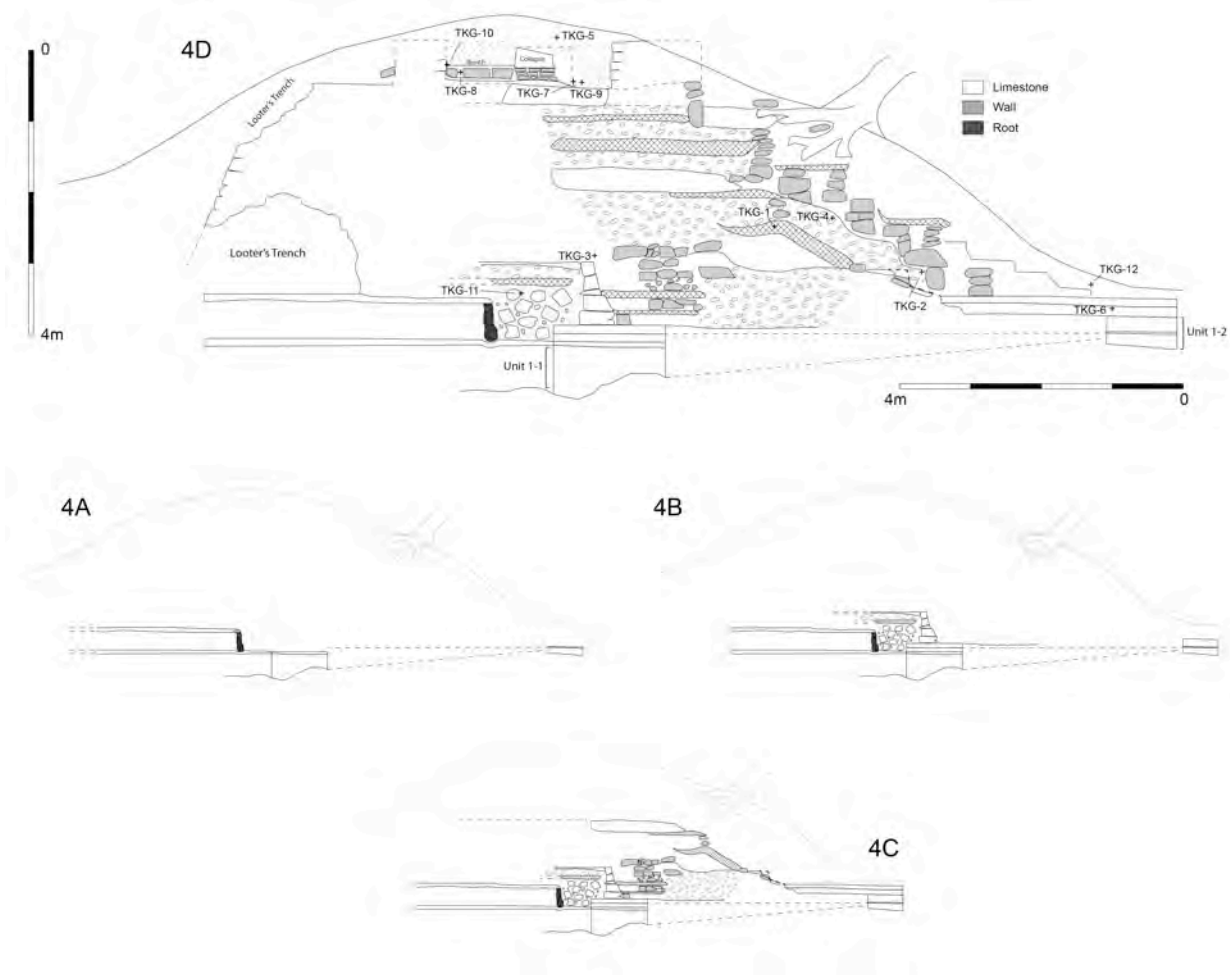 4D
0
4m
TKG-10
TKG-5
Bench
Collapse
TKG-8
TKG-7
TKG-9
Looter's Trench
Looter's Trench
Limestone
Wall
Root
TKG-1
TKG-4
TKG-3
TKG-11
TKG-2
TKG-12
TKG-6
Unit 1-2
Unit 1-1
4m
0
4A
4B
4C